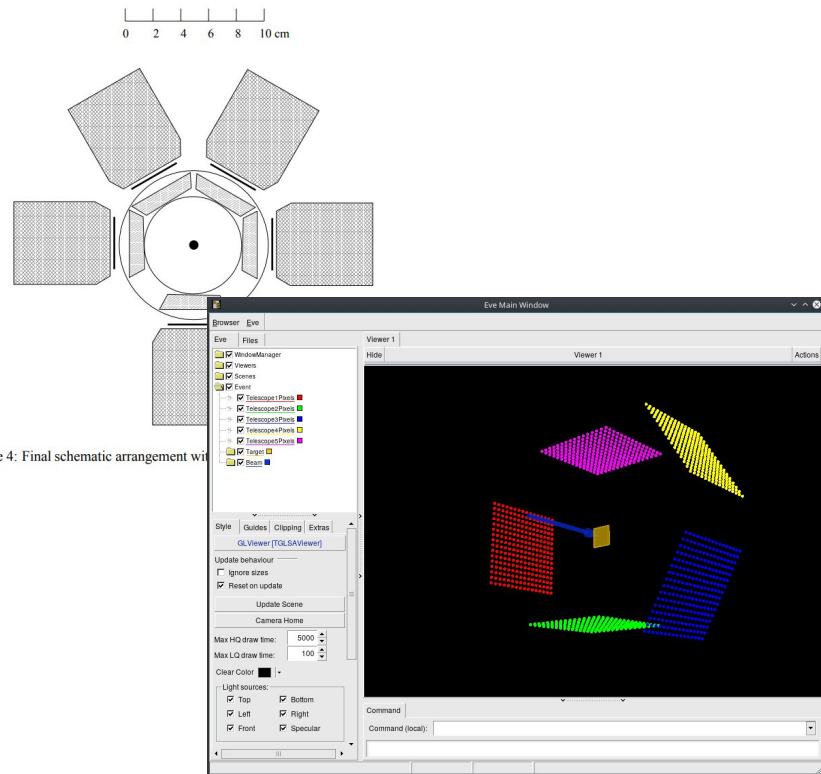 0 2 4 6 8 10 cm
e 4: Final schematic arrangement wit
Eve Main Window
Browser Eve
Eve Files
WindowManager
Viewers
Scenes
Event
Telescope1Pixels
Telescope2Pixels
Telescope3Pixels
Telescope4Pixels
Telescope5Pixels
Target
Beam
Style Guides Clipping Extras
GLViewer [TGLSAViewer]
Update behaviour
Ignore sizes
Reset on update
Update Scene
Camera Home
Max HQ draw time: 5000
Max LQ draw time: 100
Clear Color
Light sources:
Top Bottom
Left Right
Front Specular
Viewer 1
Hide Viewer 1 Actions
Command
Command (local):